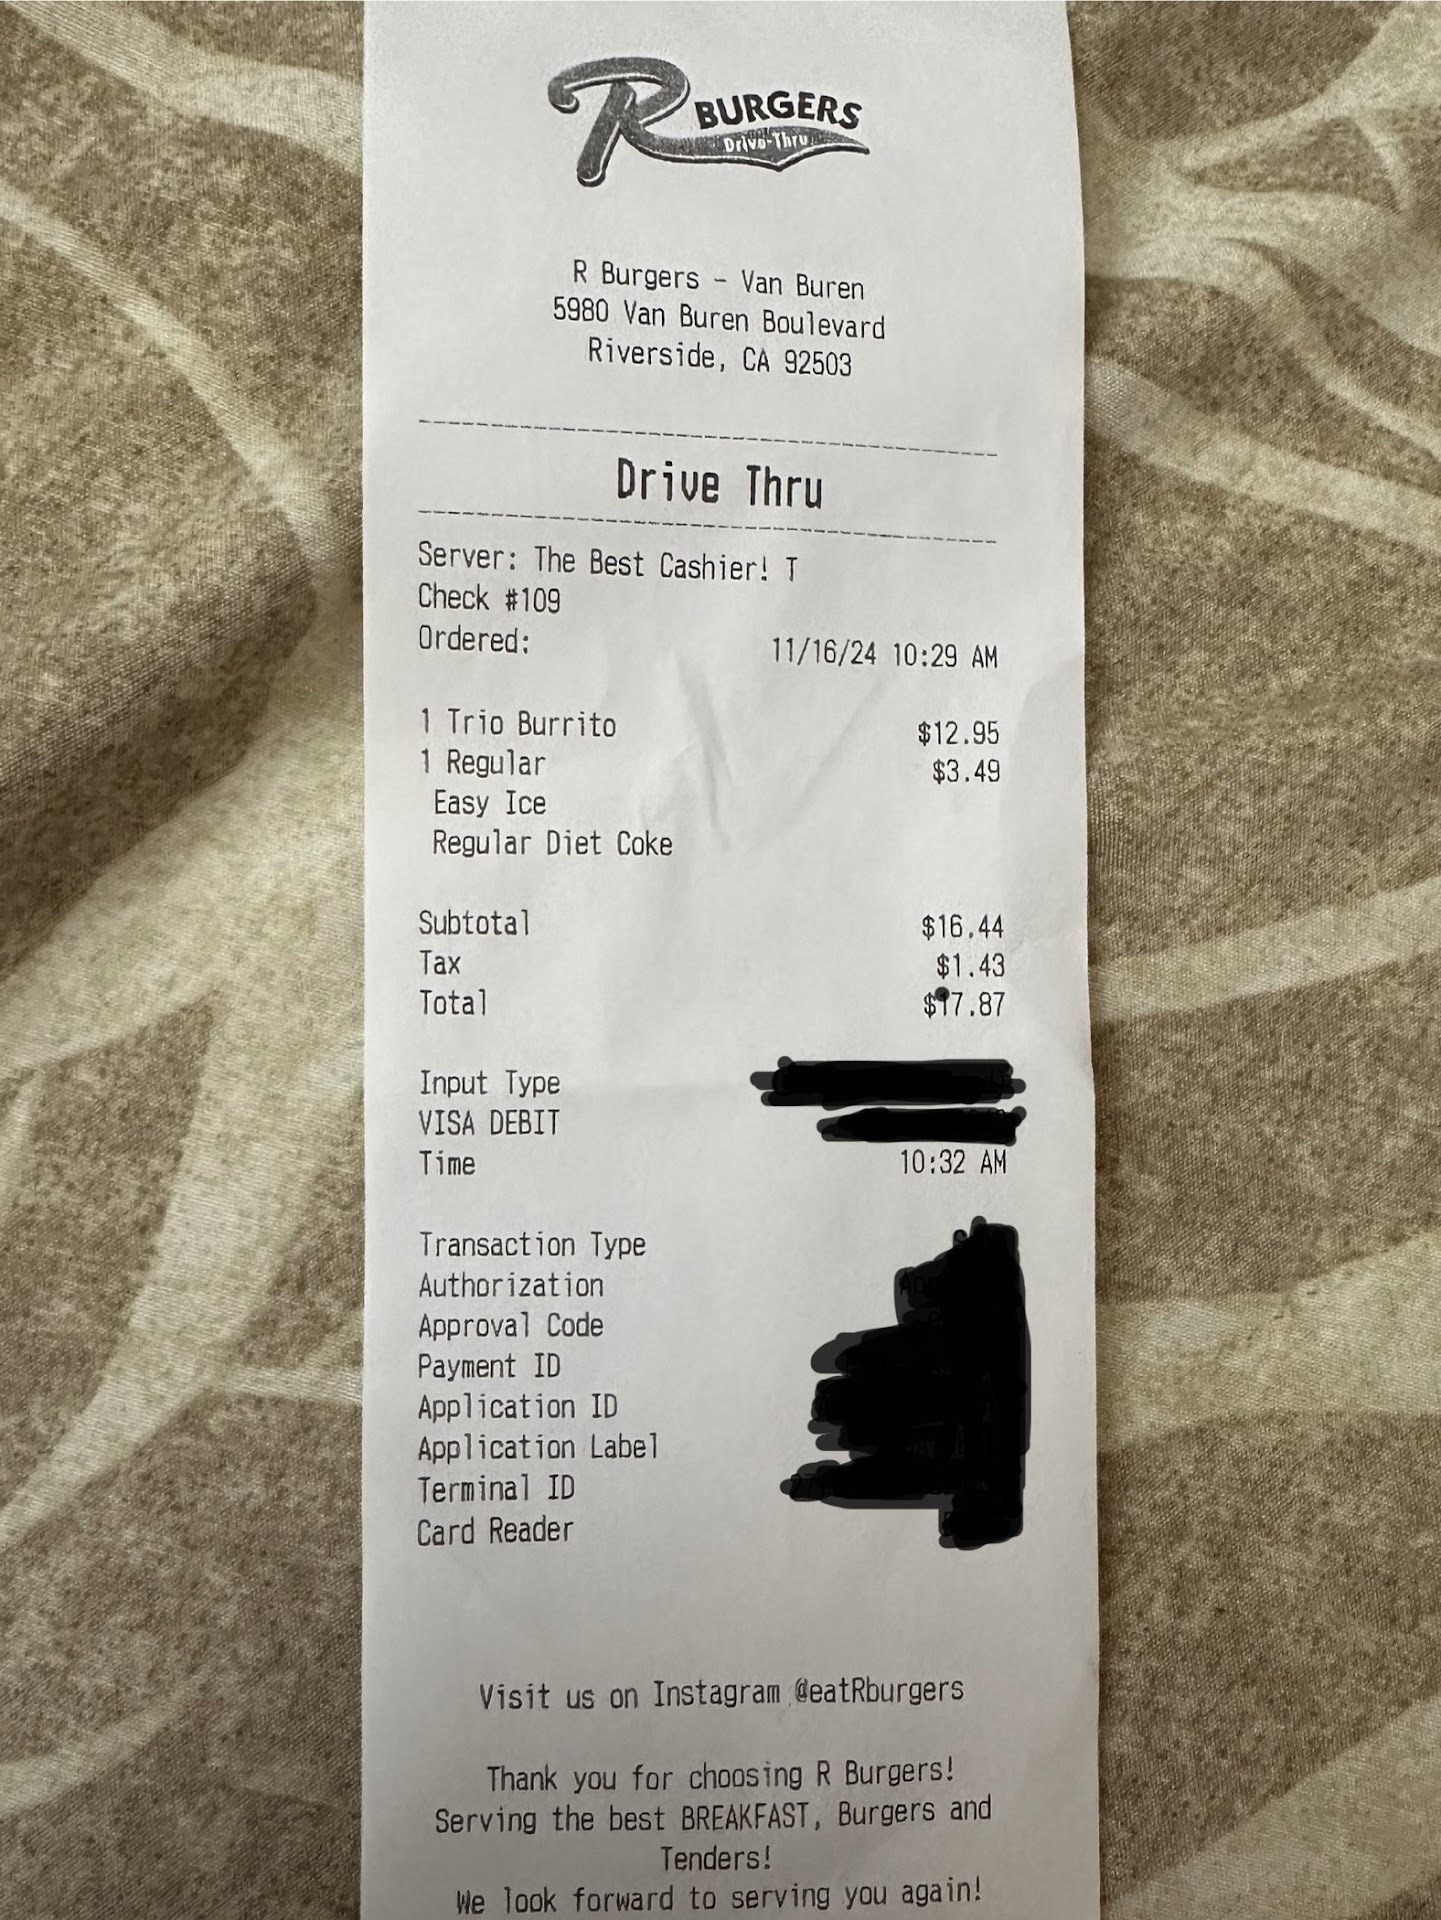 R BURGERS
Drive-Thru
R Burgers - Van Buren
5980 Van Buren Boulevard
Riverside, CA 92503
Drive Thru
Server: The Best Cashier! T
Check #109
Ordered: 11/16/24 10:29 AM
1 Trio Burrito $12.95
1 Regular $3.49
Easy Ice
Regular Diet Coke
Subtotal $16.44
Tax $1.43
Total $17.87
Input Type
VISA DEBIT
Time 10:32 AM
Transaction Type
Authorization
Approval Code
Payment ID
Application ID
Application Label
Terminal ID
Card Reader
Visit us on Instagram @eatRburgers
Thank you for choosing R Burgers!
Serving the best BREAKFAST, Burgers and
Tenders!
We look forward to serving you again!